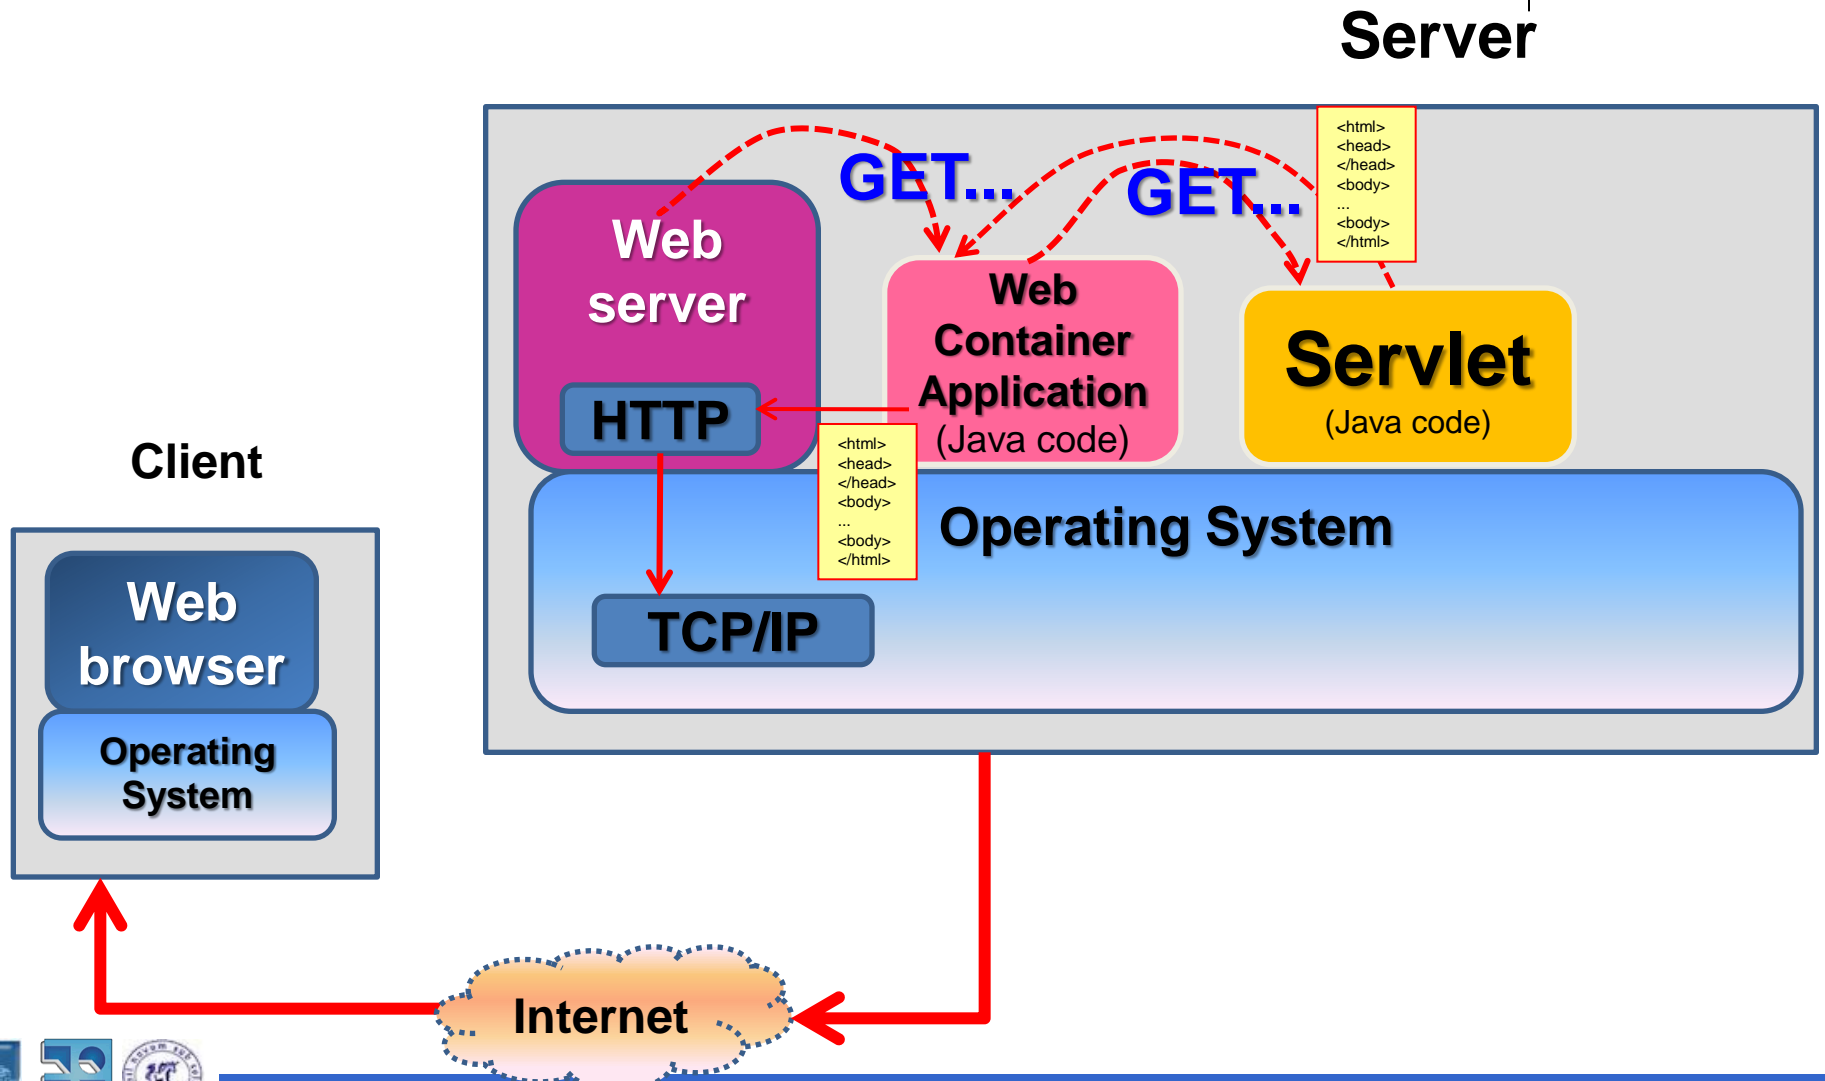 Server
<html>
<head>
</head>
<body>
...
<body>
</html>
GET...
GET...
Web
server
HTTP
Web
Container
Application
(Java code)
Servlet
(Java code)
<html>
<head>
</head>
<body>
...
<body>
</html>
Operating System
TCP/IP
Client
Web
browser
Operating
System
Internet